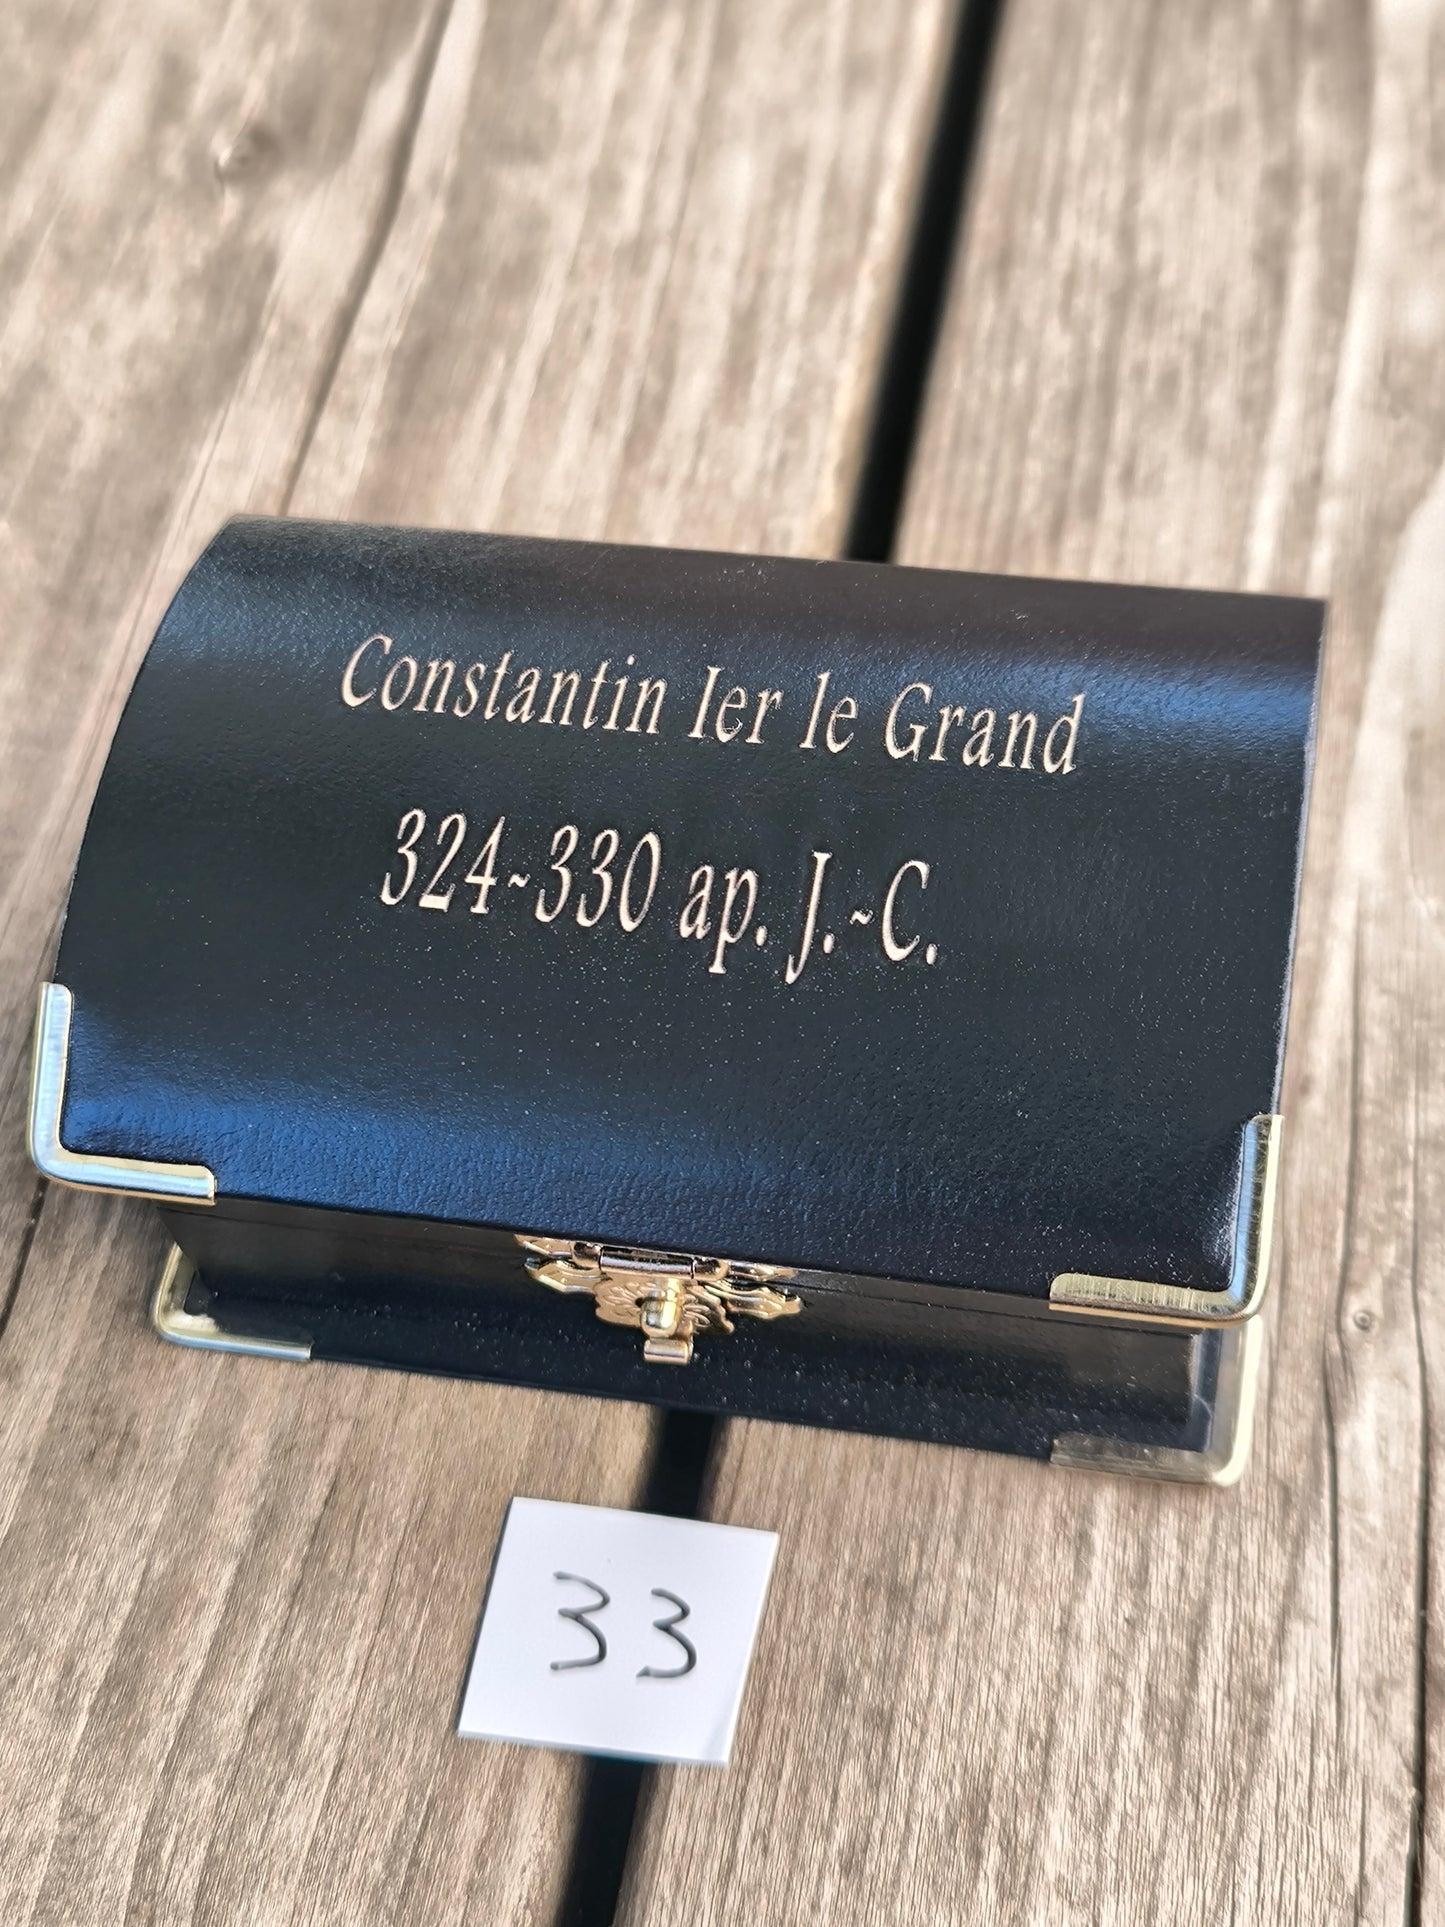 Constantin Ier le Grand
324~330 ap. J.~C.
33